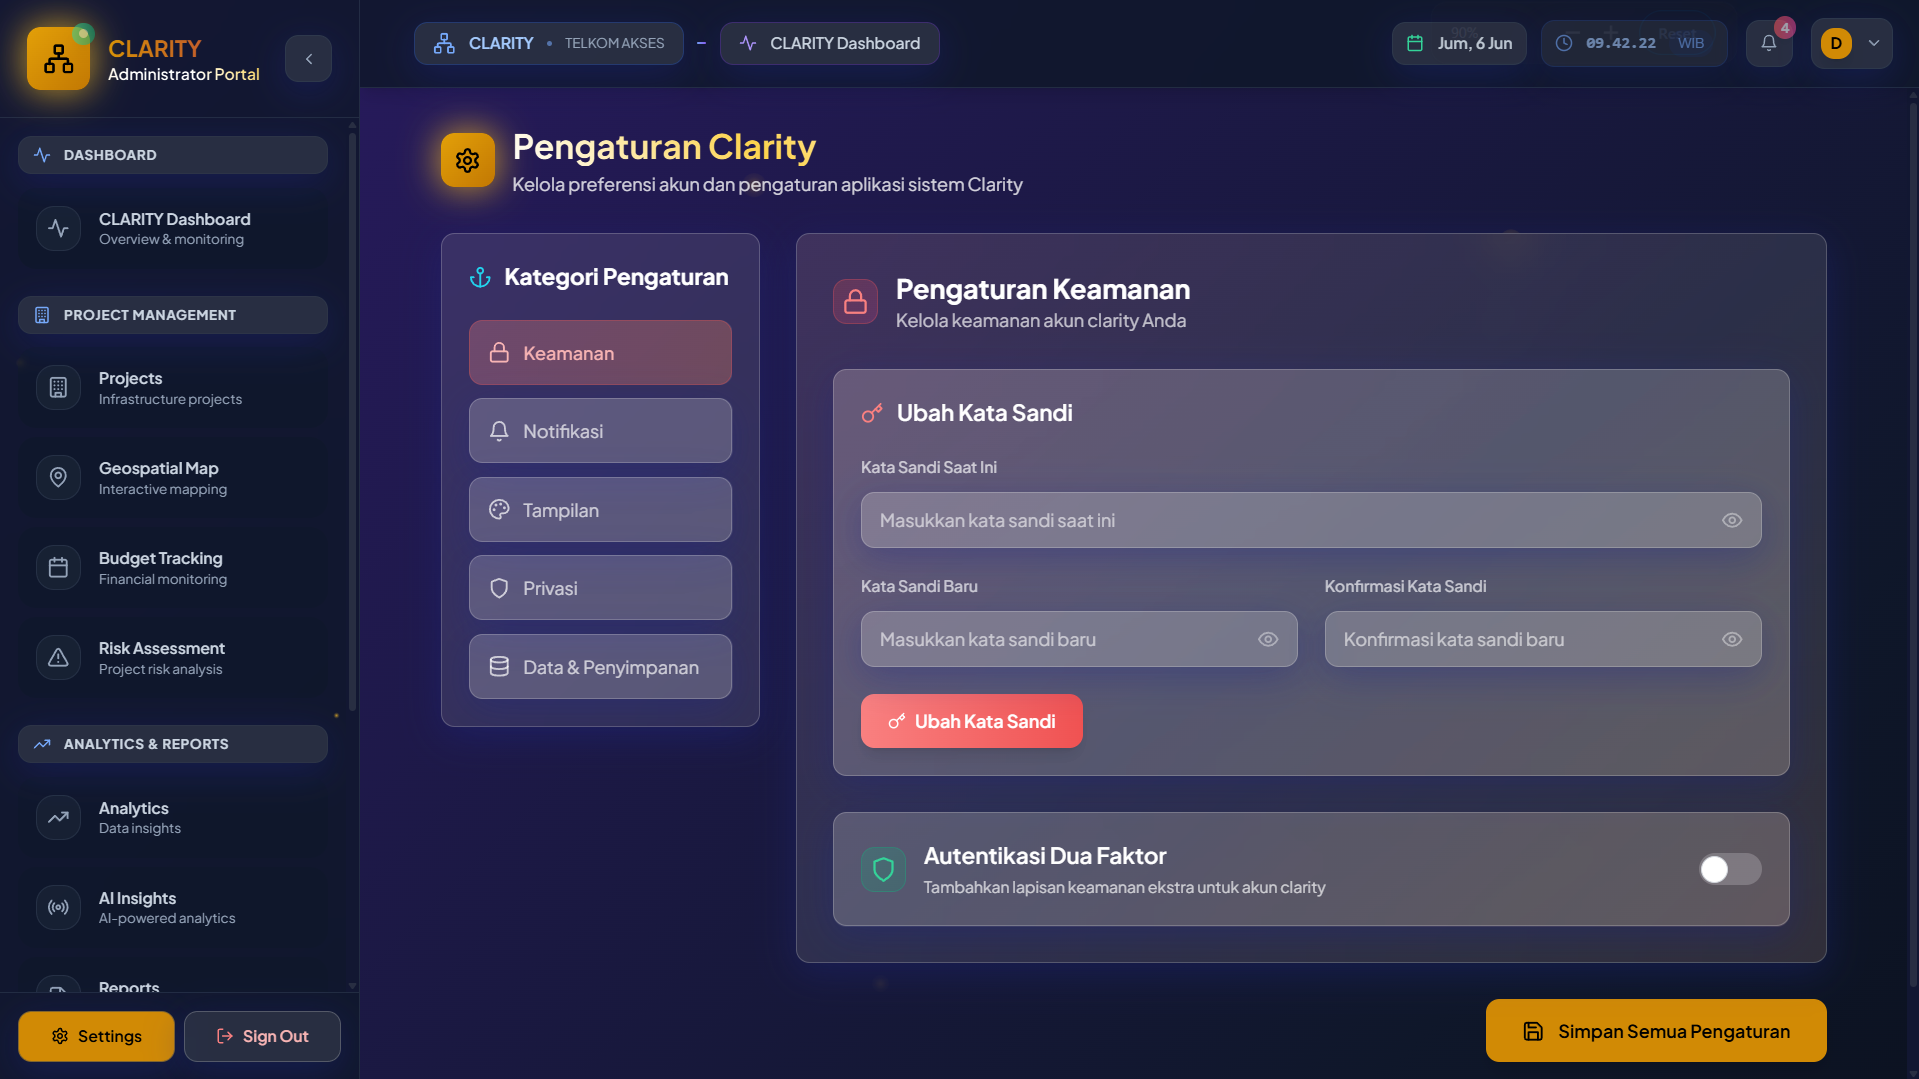 CLARITY
Administrator Portal
DASHBOARD
CLARITY Dashboard
Overview & monitoring
PROJECT MANAGEMENT
Projects
Infrastructure projects
Geospatial Map
Interactive mapping
Budget Tracking
Financial monitoring
Risk Assessment
Project risk analysis
ANALYTICS & REPORTS
Analytics
Data insights
AI Insights
AI-powered analytics
Reports
Settings
Sign Out
CLARITY • TELKOM AKSES – CLARITY Dashboard
Jum, 6 Jun
09.42.22 WIB
90%
Reset
4
D
Pengaturan Clarity
Kelola preferensi akun dan pengaturan aplikasi sistem Clarity
Kategori Pengaturan
Keamanan
Notifikasi
Tampilan
Privasi
Data & Penyimpanan
Pengaturan Keamanan
Kelola keamanan akun clarity Anda
Ubah Kata Sandi
Kata Sandi Saat Ini
Masukkan kata sandi saat ini
Kata Sandi Baru
Masukkan kata sandi baru
Konfirmasi Kata Sandi
Konfirmasi kata sandi baru
Ubah Kata Sandi
Autentikasi Dua Faktor
Tambahkan lapisan keamanan ekstra untuk akun clarity
Simpan Semua Pengaturan